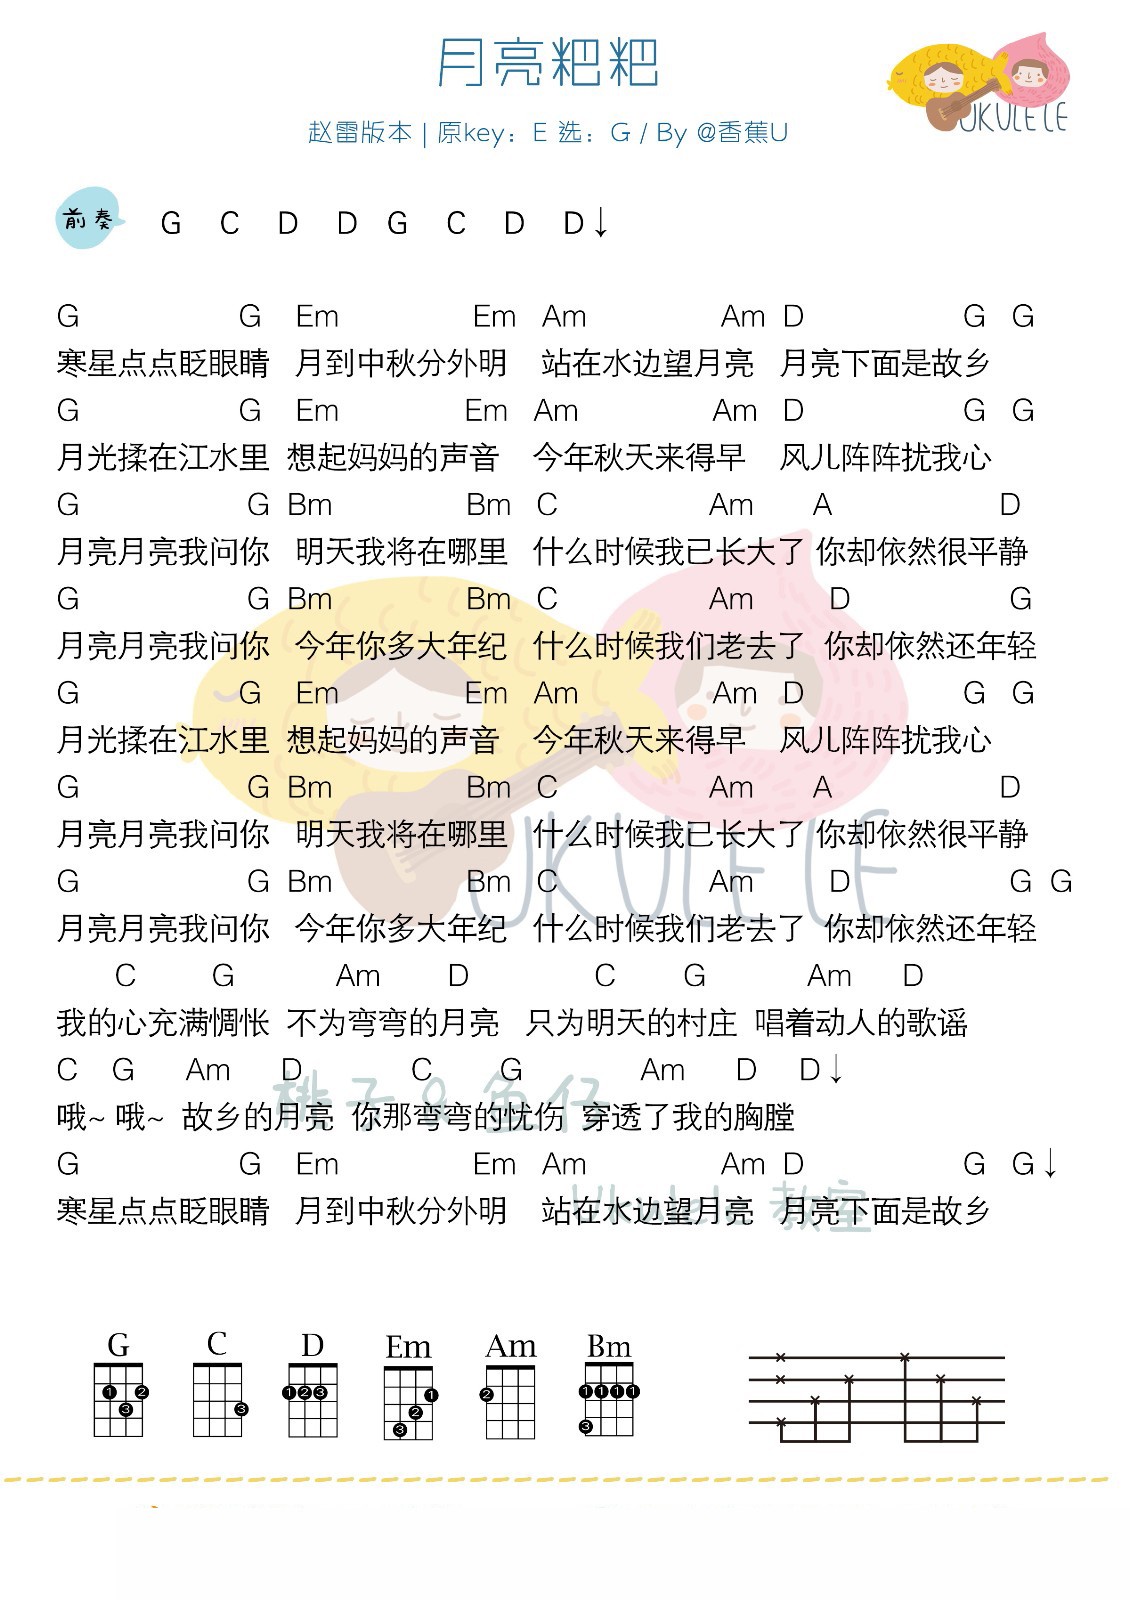 月亮粑粑
赵雷版本 | 原key：E 选：G / By @香蕉U
UKULELE
前奏 G C D D G C D D↓
G G Em Em Am Am D G G
寒星点点眨眼睛 月到中秋分外明 站在水边望月亮 月亮下面是故乡
G G Em Em Am Am D G G
月光揉在江水里 想起妈妈的声音 今年秋天来得早 风儿阵阵扰我心
G G Bm Bm C Am A D
月亮月亮我问你 明天我将在哪里 什么时候我已长大了 你却依然很平静
G G Bm Bm C Am D G
月亮月亮我问你 今年你多大年纪 什么时候我们老去了 你却依然还年轻
G G Em Em Am Am D G G
月光揉在江水里 想起妈妈的声音 今年秋天来得早 风儿阵阵扰我心
G G Bm Bm C Am A D
月亮月亮我问你 明天我将在哪里 什么时候我已长大了 你却依然很平静
UKULELE
G G Bm Bm C Am D G G
月亮月亮我问你 今年你多大年纪 什么时候我们老去了 你却依然还年轻
C G Am D C G Am D
我的心充满惆怅 不为弯弯的月亮 只为明天的村庄 唱着动人的歌谣
C G Am D C G Am D D↓
桃子&鱼仔
哦~ 哦~ 故乡的月亮 你那弯弯的忧伤 穿透了我的胸膛
G G Em Em Am Am D G G↓
Ukulele 教室
寒星点点眨眼睛 月到中秋分外明 站在水边望月亮 月亮下面是故乡
G C D Em Am Bm
1 2 3 3 1 2 3 1 2 3 2 1 1 1 1 3